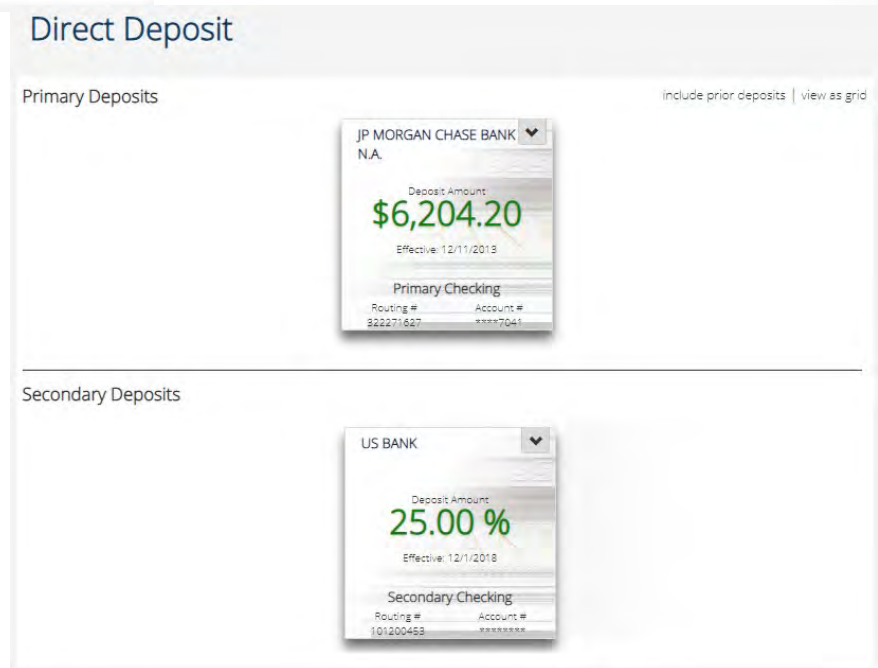 Direct Deposit
Primary Deposits
include prior deposits | view as grid
JP MORGAN CHASE BANK
N.A.
Deposit Amount
$6,204.20
Effective: 12/11/2013
Primary Checking
Routing # Account #
322271627 ****7041
Secondary Deposits
US BANK
Deposit Amount
25.00 %
Effective: 12/1/2018
Secondary Checking
Routing # Account #
101200453 ********